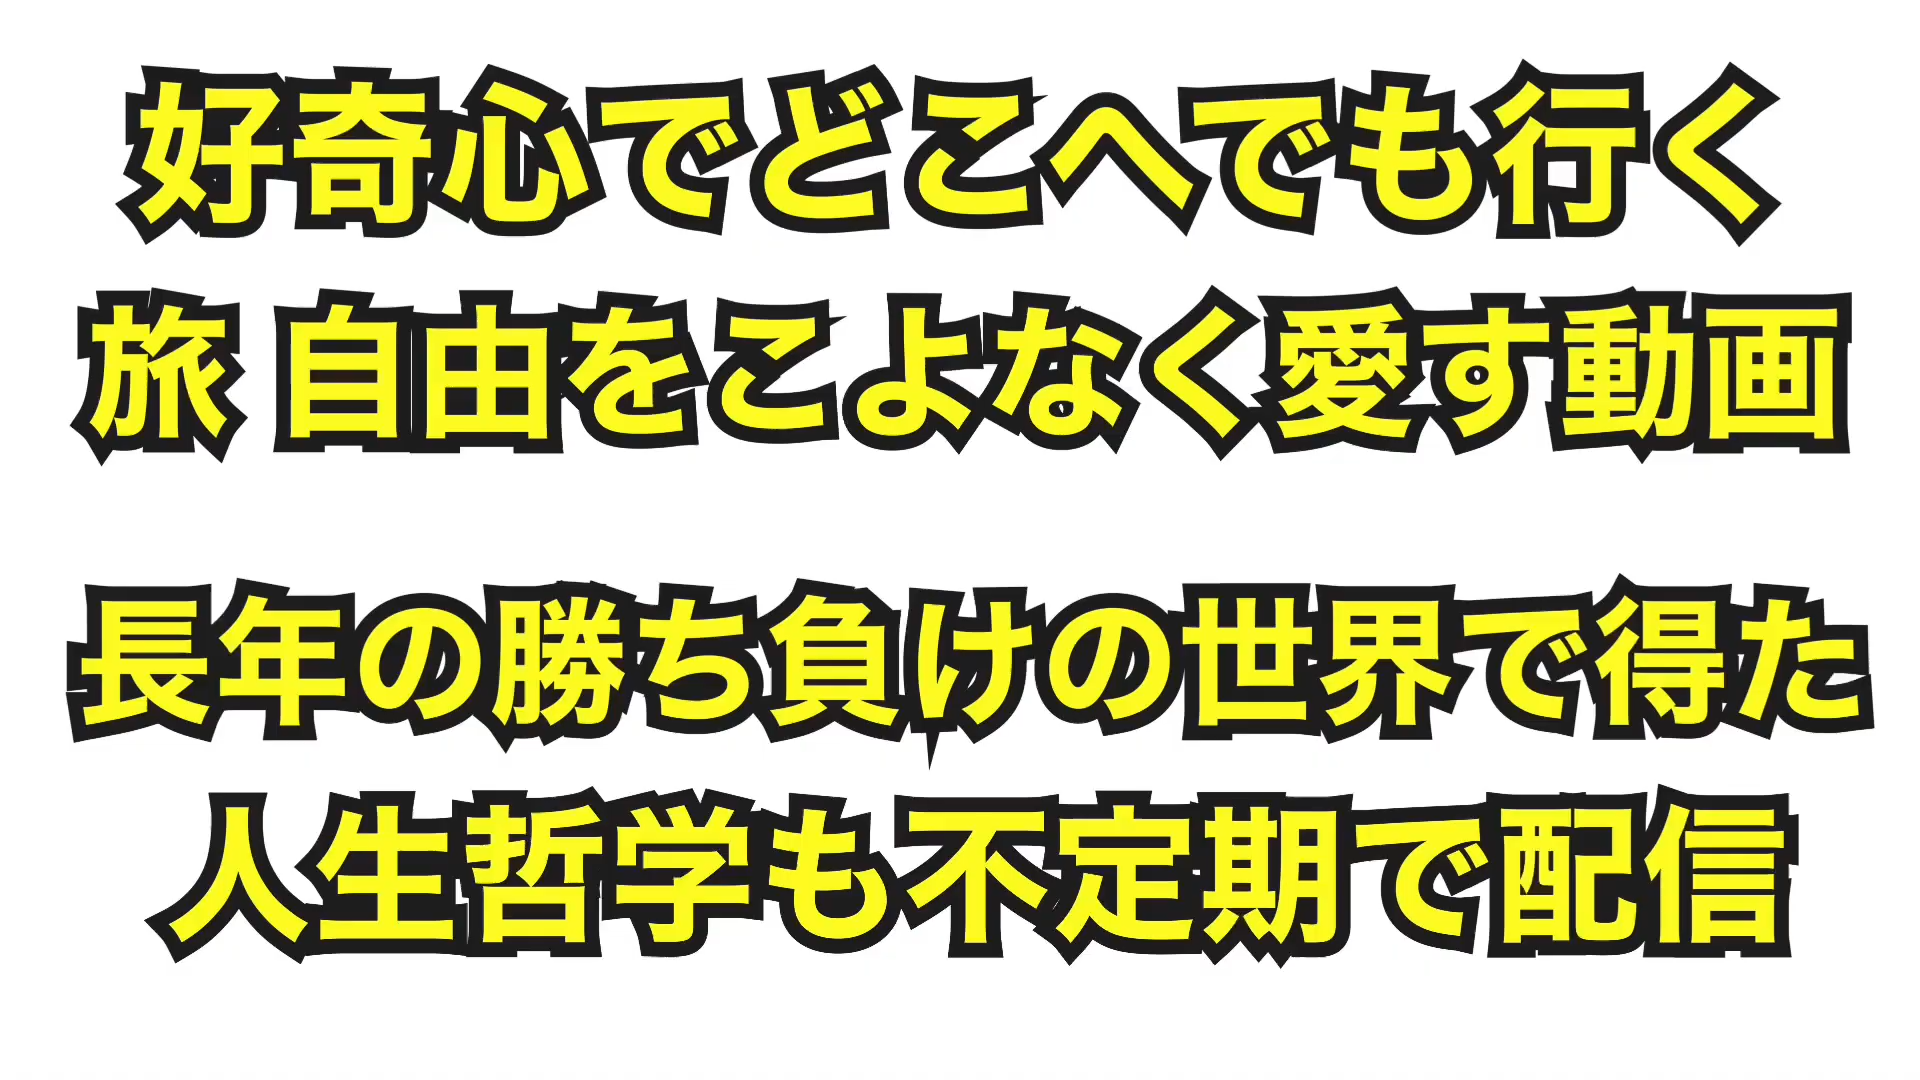 好奇心でどこへでも行く
旅 自由をこよなく愛す動画
長年の勝ち負けの世界で得た
人生哲学も不定期で配信